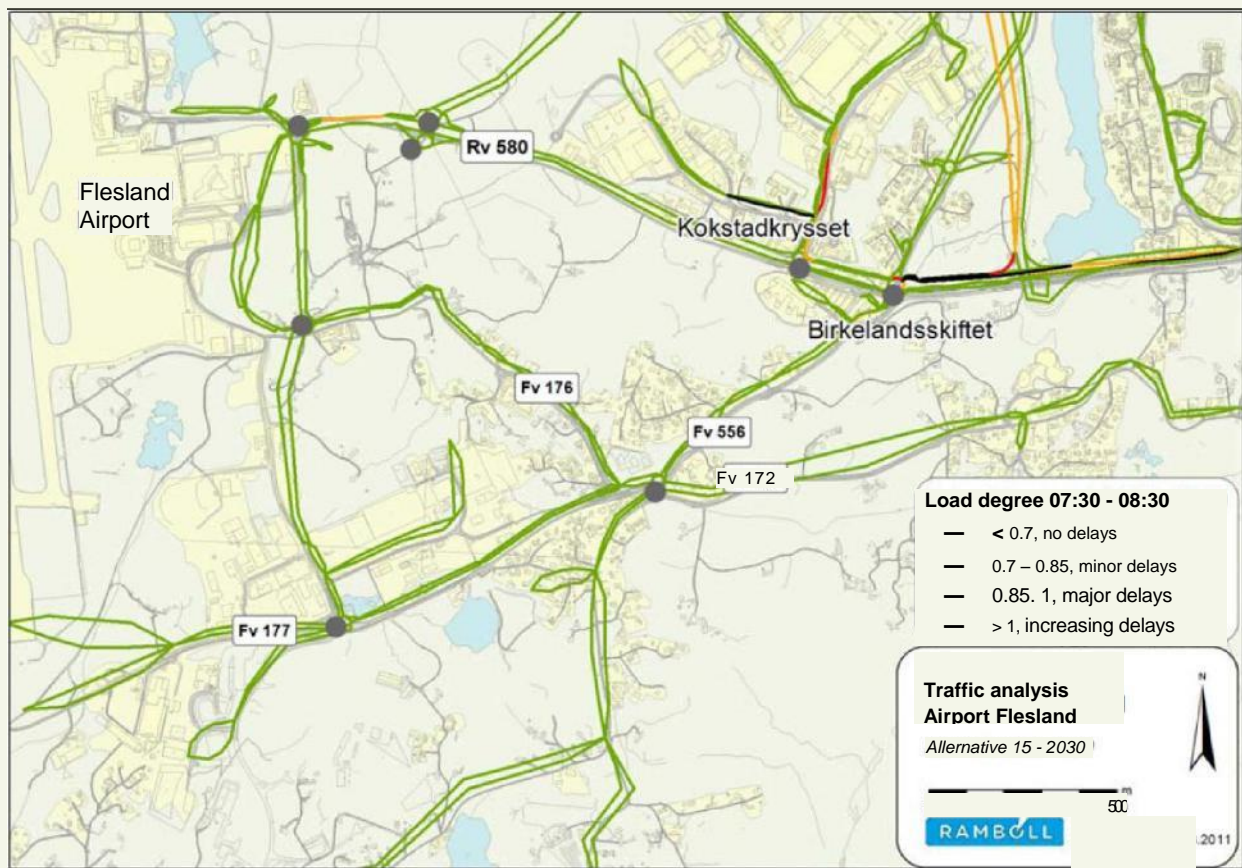 Rv 580
Flesland
Airport
Kokstadkrysset
Birkelandsskiftet
Fv 176
Fv 556
Fv 172
Fv 177
Load degree 07:30 - 08:30
< 0.7, no delays
0.7 – 0.85, minor delays
0.85. 1, major delays
> 1, increasing delays
Traffic analysis
Airport Flesland
Allernative 15 - 2030
N
m
500
RAMBOLL
.2011